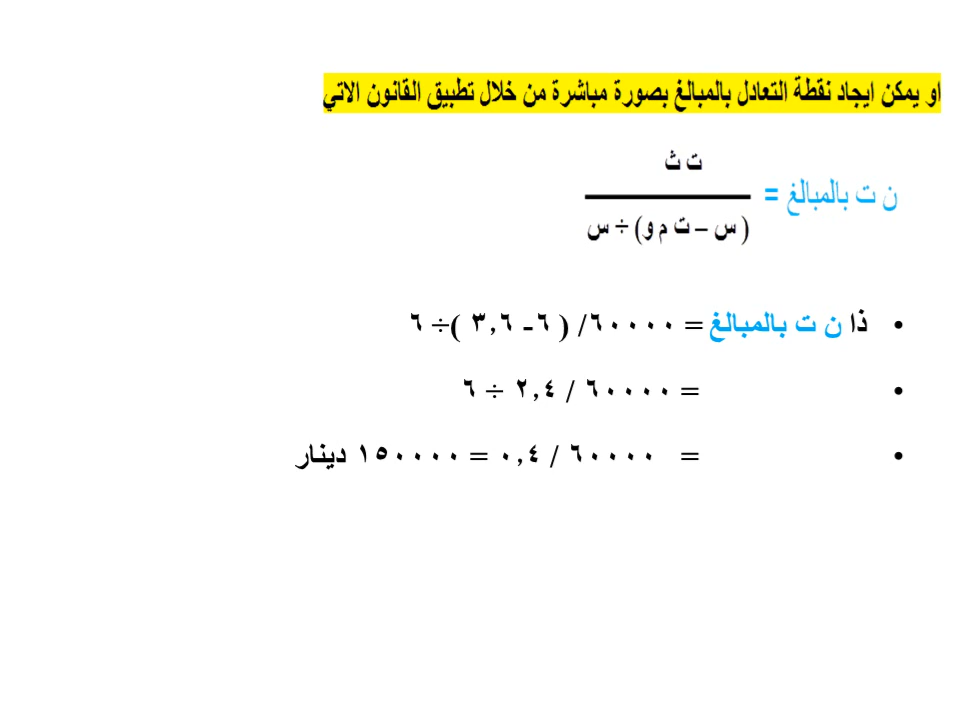 او يمكن ايجاد نقطة التعادل بالمبالغ بصورة مباشرة من خلال تطبيق القانون الاتي
ت ث
ن ت بالمبالغ =
( س – ت م و) ÷ س
• ذا ن ت بالمبالغ = ٦٠٠٠٠/ ( ٦- ٣,٦ )÷ ٦
• = ٦٠٠٠٠ / ٢,٤ ÷ ٦
• = ٦٠٠٠٠ / ٠,٤ = ١٥٠٠٠٠ دينار